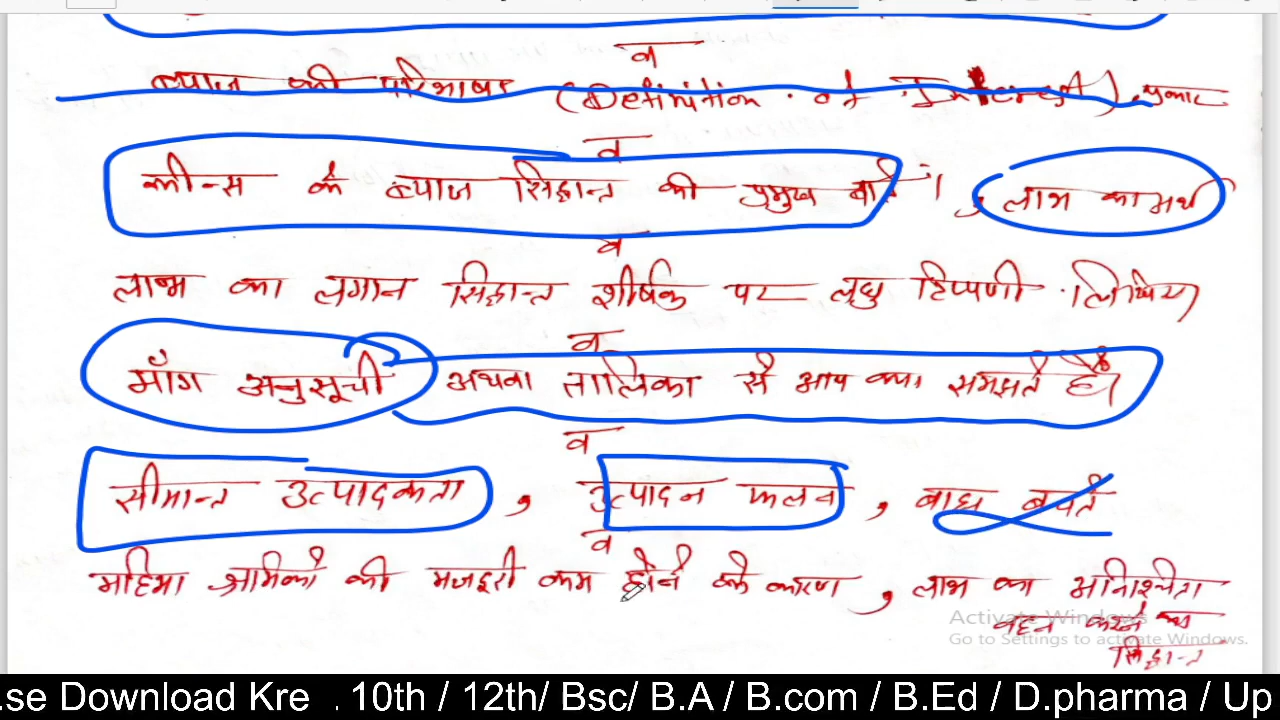 व
ब्याज की परिभाषा (Definition of Interest), प्रकार
व
कीन्स के ब्याज सिद्धान्त की प्रमुख बातें । , लाभ का अर्थ
व
लाभ का लगान सिद्धान्त शीर्षक पर लघु टिप्पणी लिखिए
व
माँग अनुसूची अथवा तालिका से आप क्या समझते हैं।
व
सीमान्त उत्पादकता , उत्पादन फलन , बाह्य बचतें
व
महिमा श्रमिकों की मजदूरी कम होने के कारण , लाभ का अनिश्चितता
वहन करने का
सिद्धान्त
Activate Windows
Go to Settings to activate Windows.
.se Download Kre . 10th / 12th/ Bsc/ B.A / B.com / B.Ed / D.pharma / Up